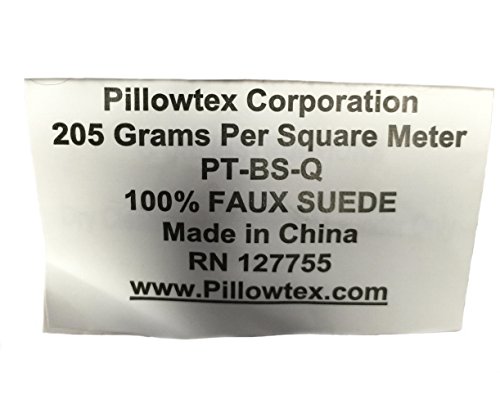 Pillowtex Corporation
205 Grams Per Square Meter
PT-BS-Q
100% FAUX SUEDE
Made in China
RN 127755
www.Pillowtex.com